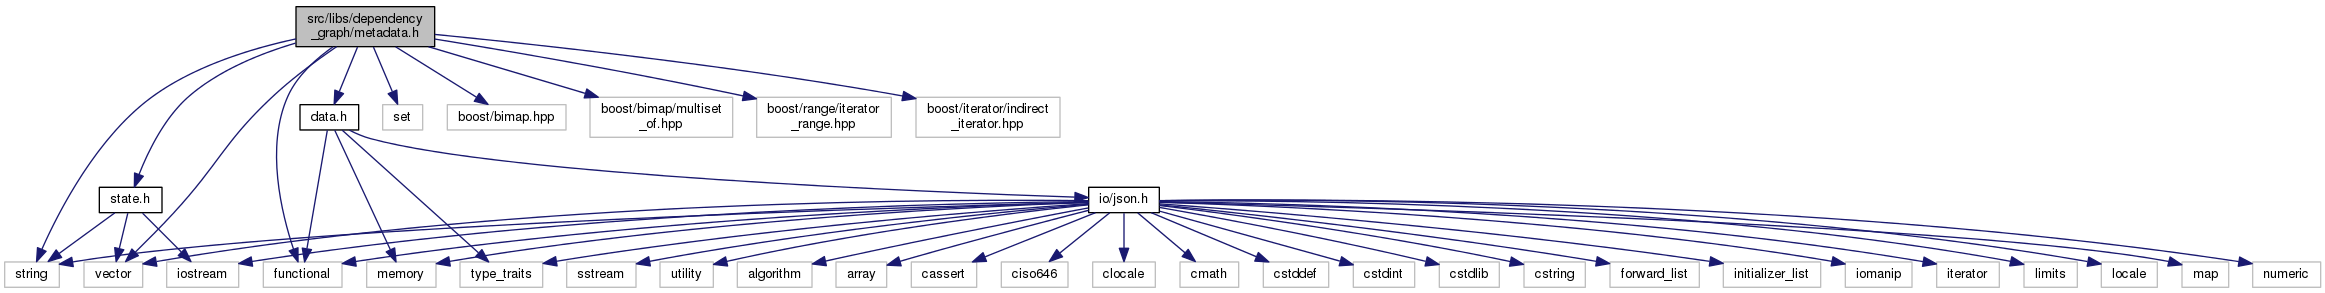 src/libs/dependency
_graph/metadata.h
data.h
set
boost/bimap.hpp
boost/bimap/multiset
_of.hpp
boost/range/iterator
_range.hpp
boost/iterator/indirect
_iterator.hpp
state.h
io/json.h
string
vector
iostream
functional
memory
type_traits
sstream
utility
algorithm
array
cassert
ciso646
clocale
cmath
cstddef
cstdint
cstdlib
cstring
forward_list
initializer_list
iomanip
iterator
limits
locale
map
numeric